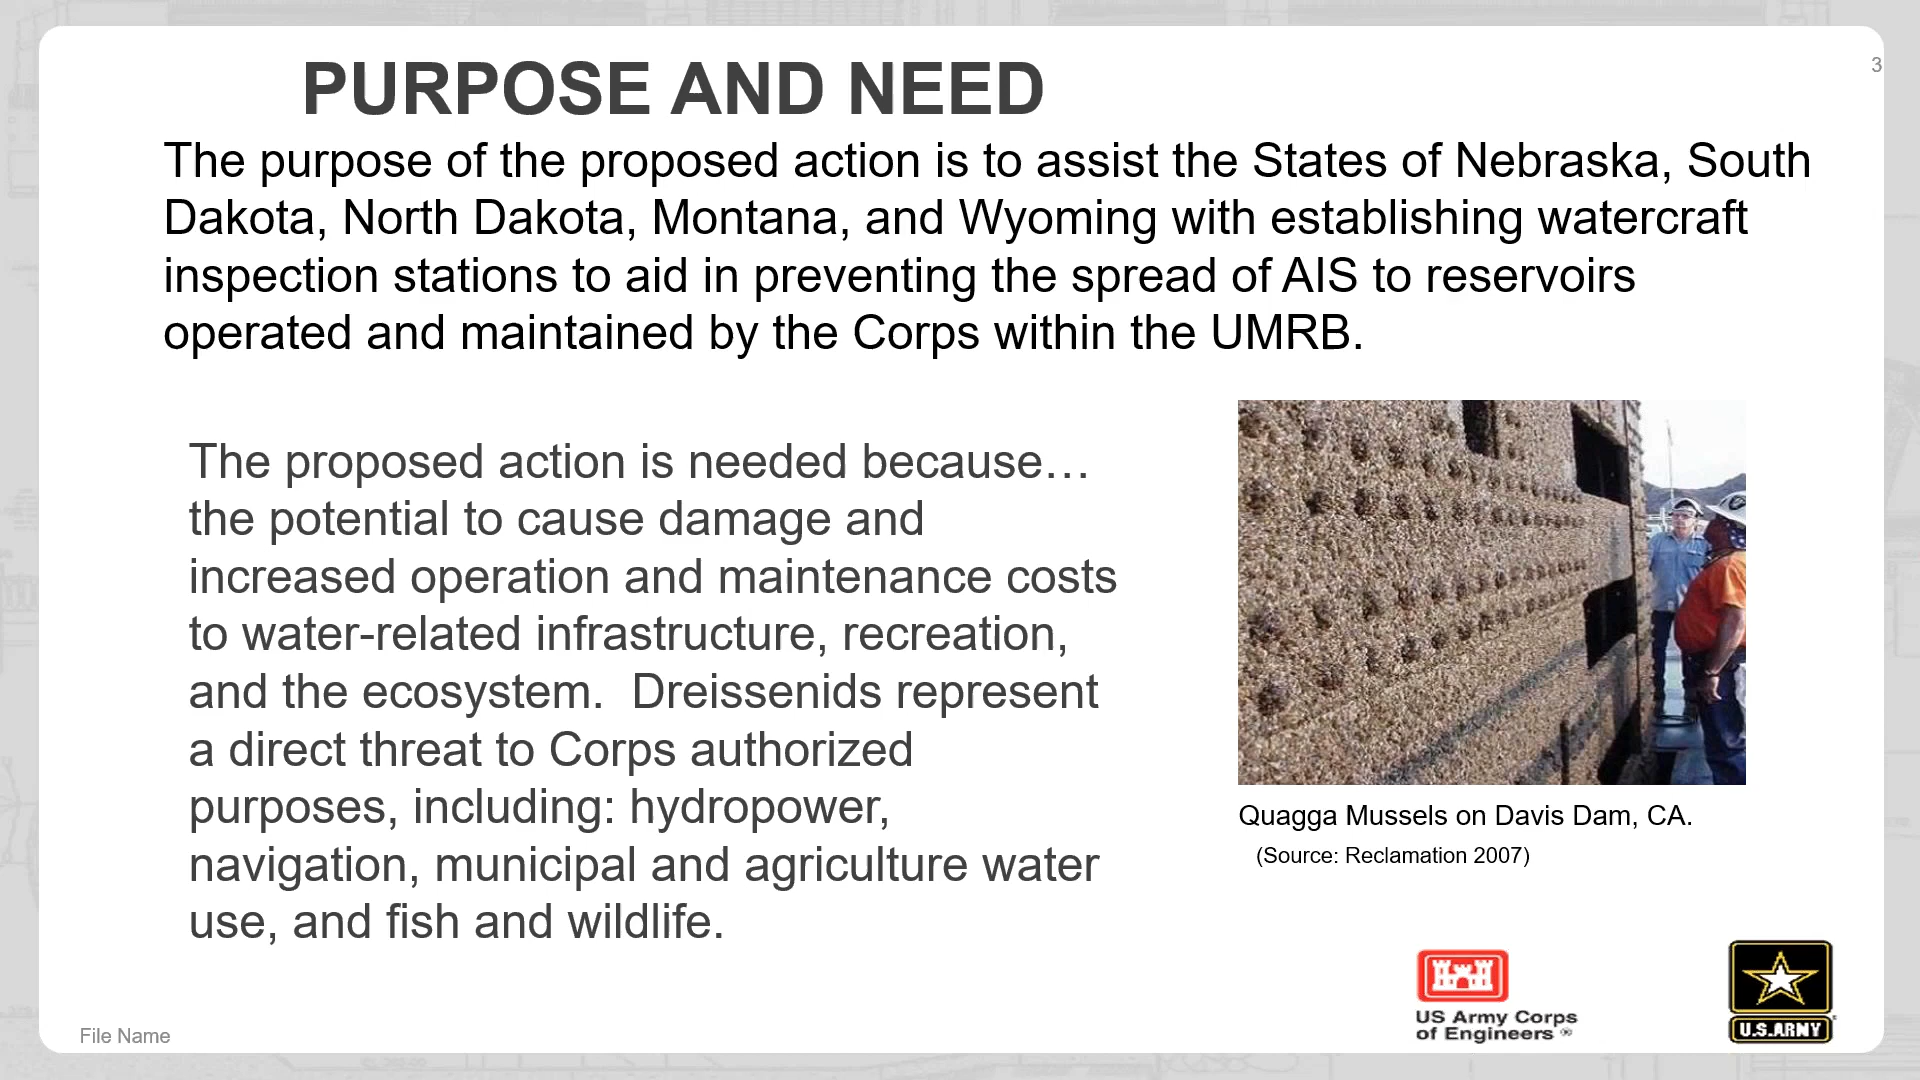 3
PURPOSE AND NEED
The purpose of the proposed action is to assist the States of Nebraska, South
Dakota, North Dakota, Montana, and Wyoming with establishing watercraft
inspection stations to aid in preventing the spread of AIS to reservoirs
operated and maintained by the Corps within the UMRB.
The proposed action is needed because…
the potential to cause damage and
increased operation and maintenance costs
to water-related infrastructure, recreation,
and the ecosystem.  Dreissenids represent
a direct threat to Corps authorized
purposes, including: hydropower,
navigation, municipal and agriculture water
use, and fish and wildlife.
Quagga Mussels on Davis Dam, CA.
(Source: Reclamation 2007)
US Army Corps
of Engineers ®
U.S.ARMY
File Name